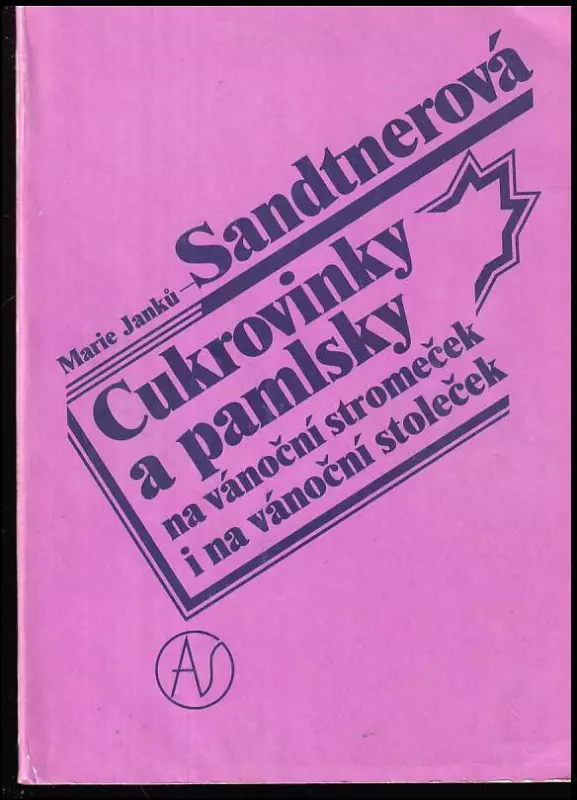 Marie Janků-Sandtnerová
Cukrovinky
a pamlsky
na vánoční stromeček
i na vánoční stoleček
AS